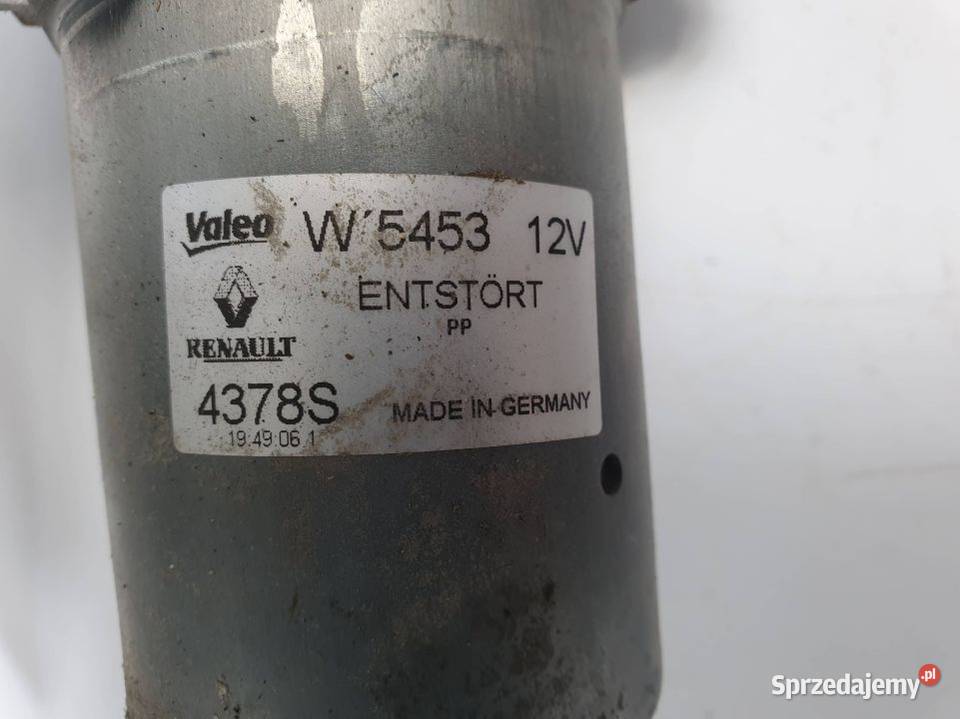 Valeo W 5453 12V
ENTSTÖRT
PP
RENAULT
4378S MADE IN GERMANY
19:49:06 1
Sprzedajemy.pl